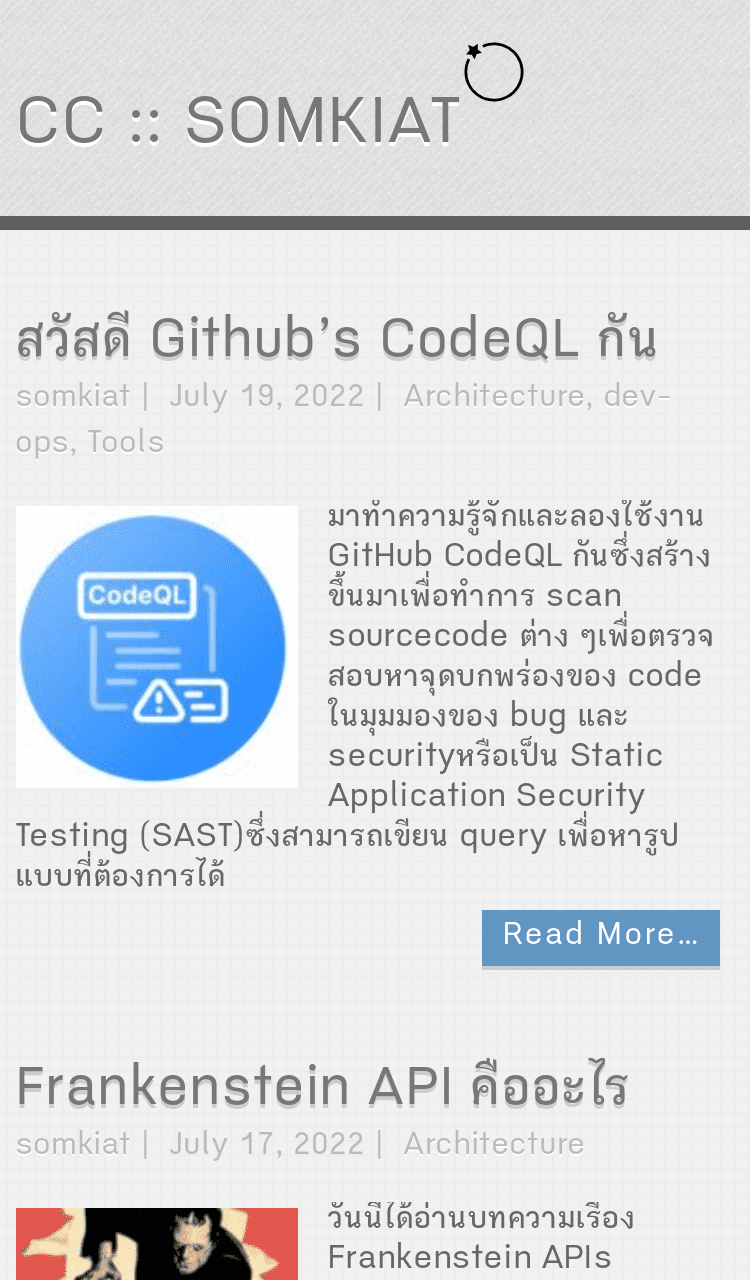 CC :: SOMKIAT
สวัสดี Github’s CodeQL กัน
somkiat | July 19, 2022 | Architecture, dev-
ops, Tools
CodeQL
มาทำความรู้จักและลองใช้งาน
GitHub CodeQL กันซึ่งสร้าง
ขึ้นมาเพื่อทำการ scan
sourcecode ต่าง ๆเพื่อตรวจ
สอบหาจุดบกพร่องของ code
ในมุมมองของ bug และ
securityหรือเป็น Static
Application Security
Testing (SAST)ซึ่งสามารถเขียน query เพื่อหารูป
แบบที่ต้องการได้
Read More…
Frankenstein API คืออะไร
somkiat | July 17, 2022 | Architecture
วันนี้ได้อ่านบทความเรื่อง
Frankenstein APIs